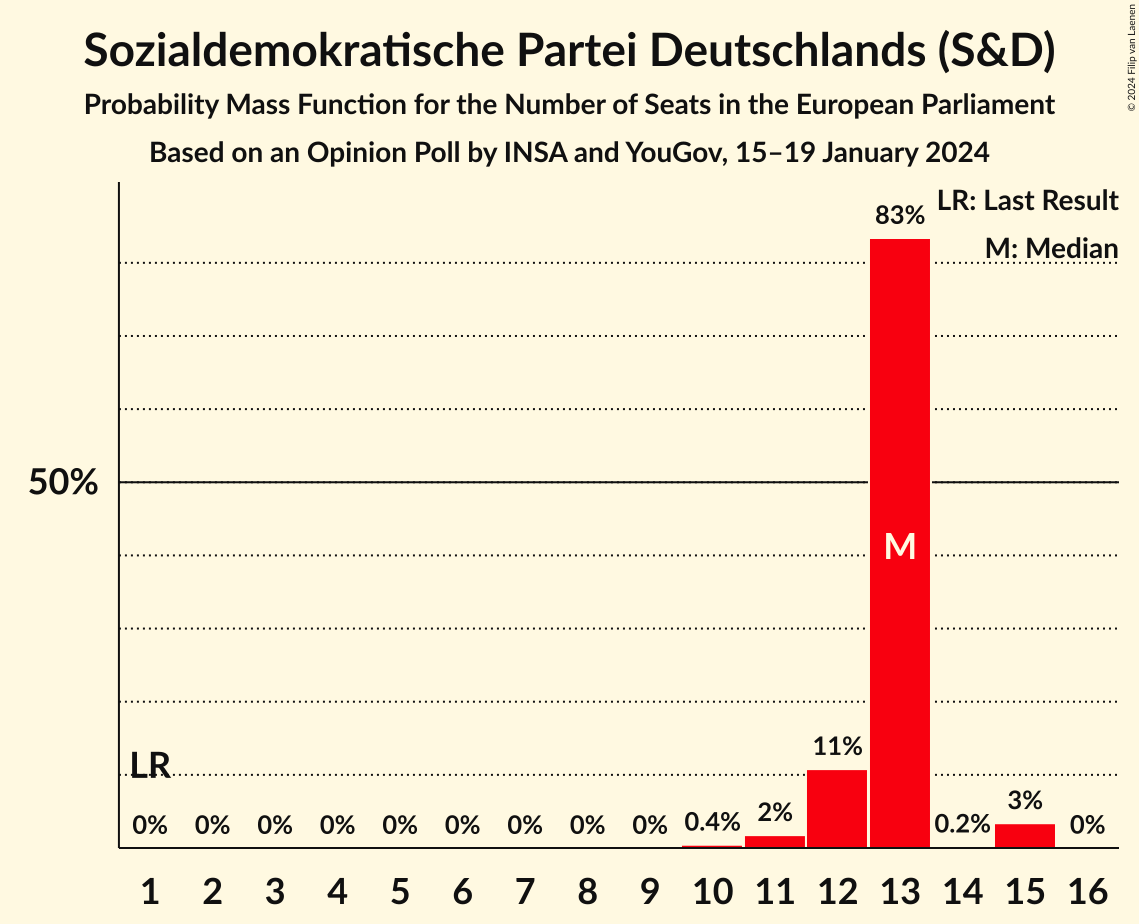 Sozialdemokratische Partei Deutschlands (S&D)
Probability Mass Function for the Number of Seats in the European Parliament
Based on an Opinion Poll by INSA and YouGov, 15–19 January 2024
© 2024 Filip van Laenen
LR: Last Result
M: Median
83%
50%
M
LR
11%
0% 0% 0% 0% 0% 0% 0% 0% 0% 0.4% 2% 0.2% 3% 0%
1 2 3 4 5 6 7 8 9 10 11 12 13 14 15 16